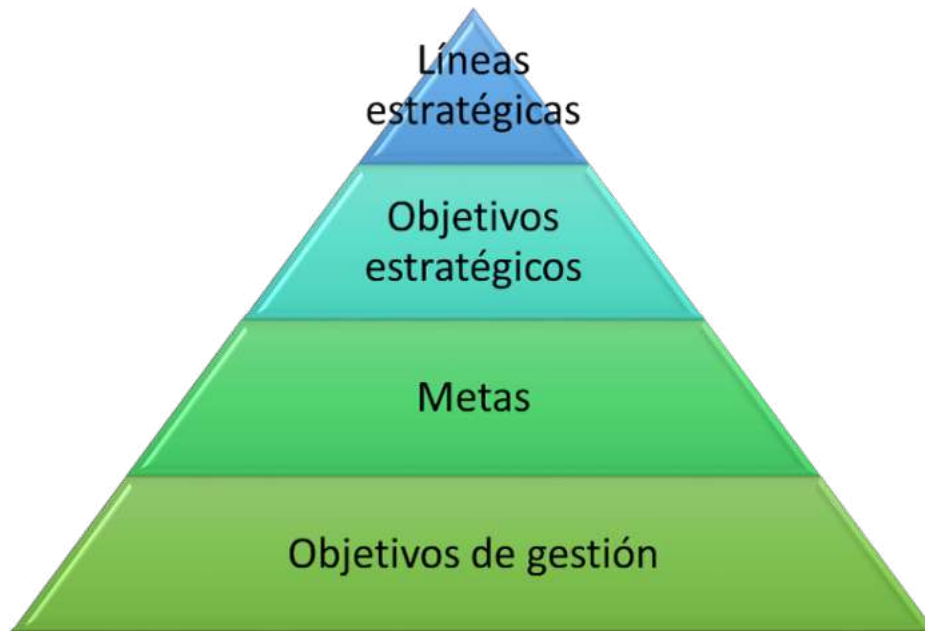 Líneas
estratégicas
Objetivos
estratégicos
Metas
Objetivos de gestión